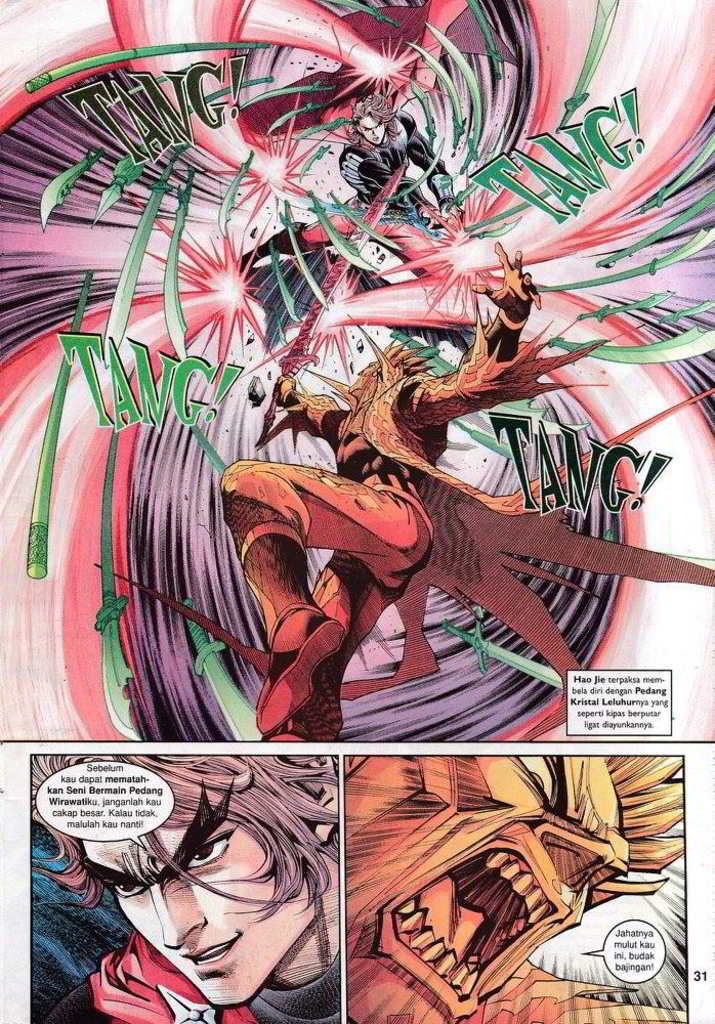 TANG!
TANG!
TANG!
TANG!
Hao Jie terpaksa mem-
bela diri dengan Pedang
Kristal Leluhurnya yang
seperti kipas berputar
ligat diayunkannya.
Sebelum
kau dapat mematah-
kan Seni Bermain Pedang
Wirawatiku, janganlah kau
cakap besar. Kalau tidak,
malulah kau nanti!
Jahatnya
mulut kau
ini, budak
bajingan!
31